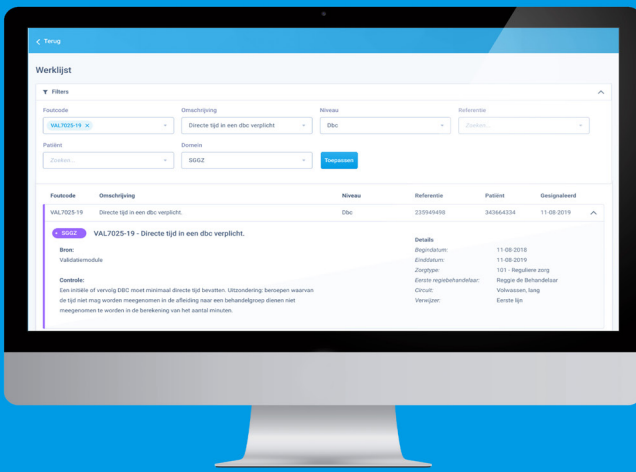 Terug
Werklijst
Filters
Foutcode Omschrijving Niveau Referentie
VAL7025-19 × Directe tijd in een dbc verplicht Dbc Zoeken...
Patiënt Domein
Zoeken... SGGZ Toepassen
Foutcode Omschrijving Niveau Referentie Patiënt Gesignaleerd
VAL7025-19 Directe tijd in een dbc verplicht. Dbc 235949498 343664334 11-08-2019
SGGZ VAL7025-19 - Directe tijd in een dbc verplicht.
Details
Bron: Begindatum: 11-08-2018
Validatiemodule Einddatum: 11-08-2019
Zorgtype: 101 - Reguliere zorg
Controle: Eerste regiebehandelaar: Reggie de Behandelaar
Een initiële of vervolg DBC moet minimaal directe tijd bevatten. Uitzondering: beroepen waarvan Circuit: Volwassen, lang
de tijd niet mag worden meegenomen in de afleiding naar een behandelgroep dienen niet Verwijzer: Eerste lijn
meegenomen te worden in de berekening van het aantal minuten.